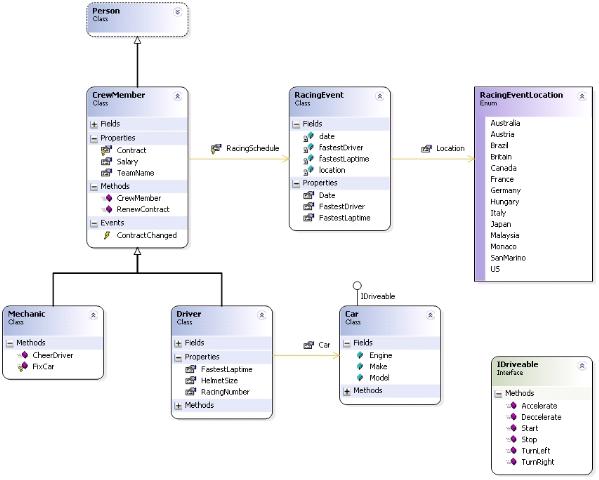 Person
Class
CrewMember
Class
Fields
Properties
Contract
Salary
TeamName
Methods
CrewMember
RenewContract
Events
ContractChanged
RacingSchedule
RacingEvent
Class
Fields
date
fastestDriver
fastestLaptime
location
Properties
Date
FastestDriver
FastestLaptime
Location
RacingEventLocation
Enum
Australia
Austria
Brazil
Britain
Canada
France
Germany
Hungary
Italy
Japan
Malaysia
Monaco
SanMarino
US
Mechanic
Class
Methods
CheerDriver
FixCar
Driver
Class
Fields
Properties
FastestLaptime
HelmetSize
RacingNumber
Methods
Car
IDriveable
Car
Class
Fields
Engine
Make
Model
Methods
IDriveable
Interface
Methods
Accelerate
Deccelerate
Start
Stop
TurnLeft
TurnRight